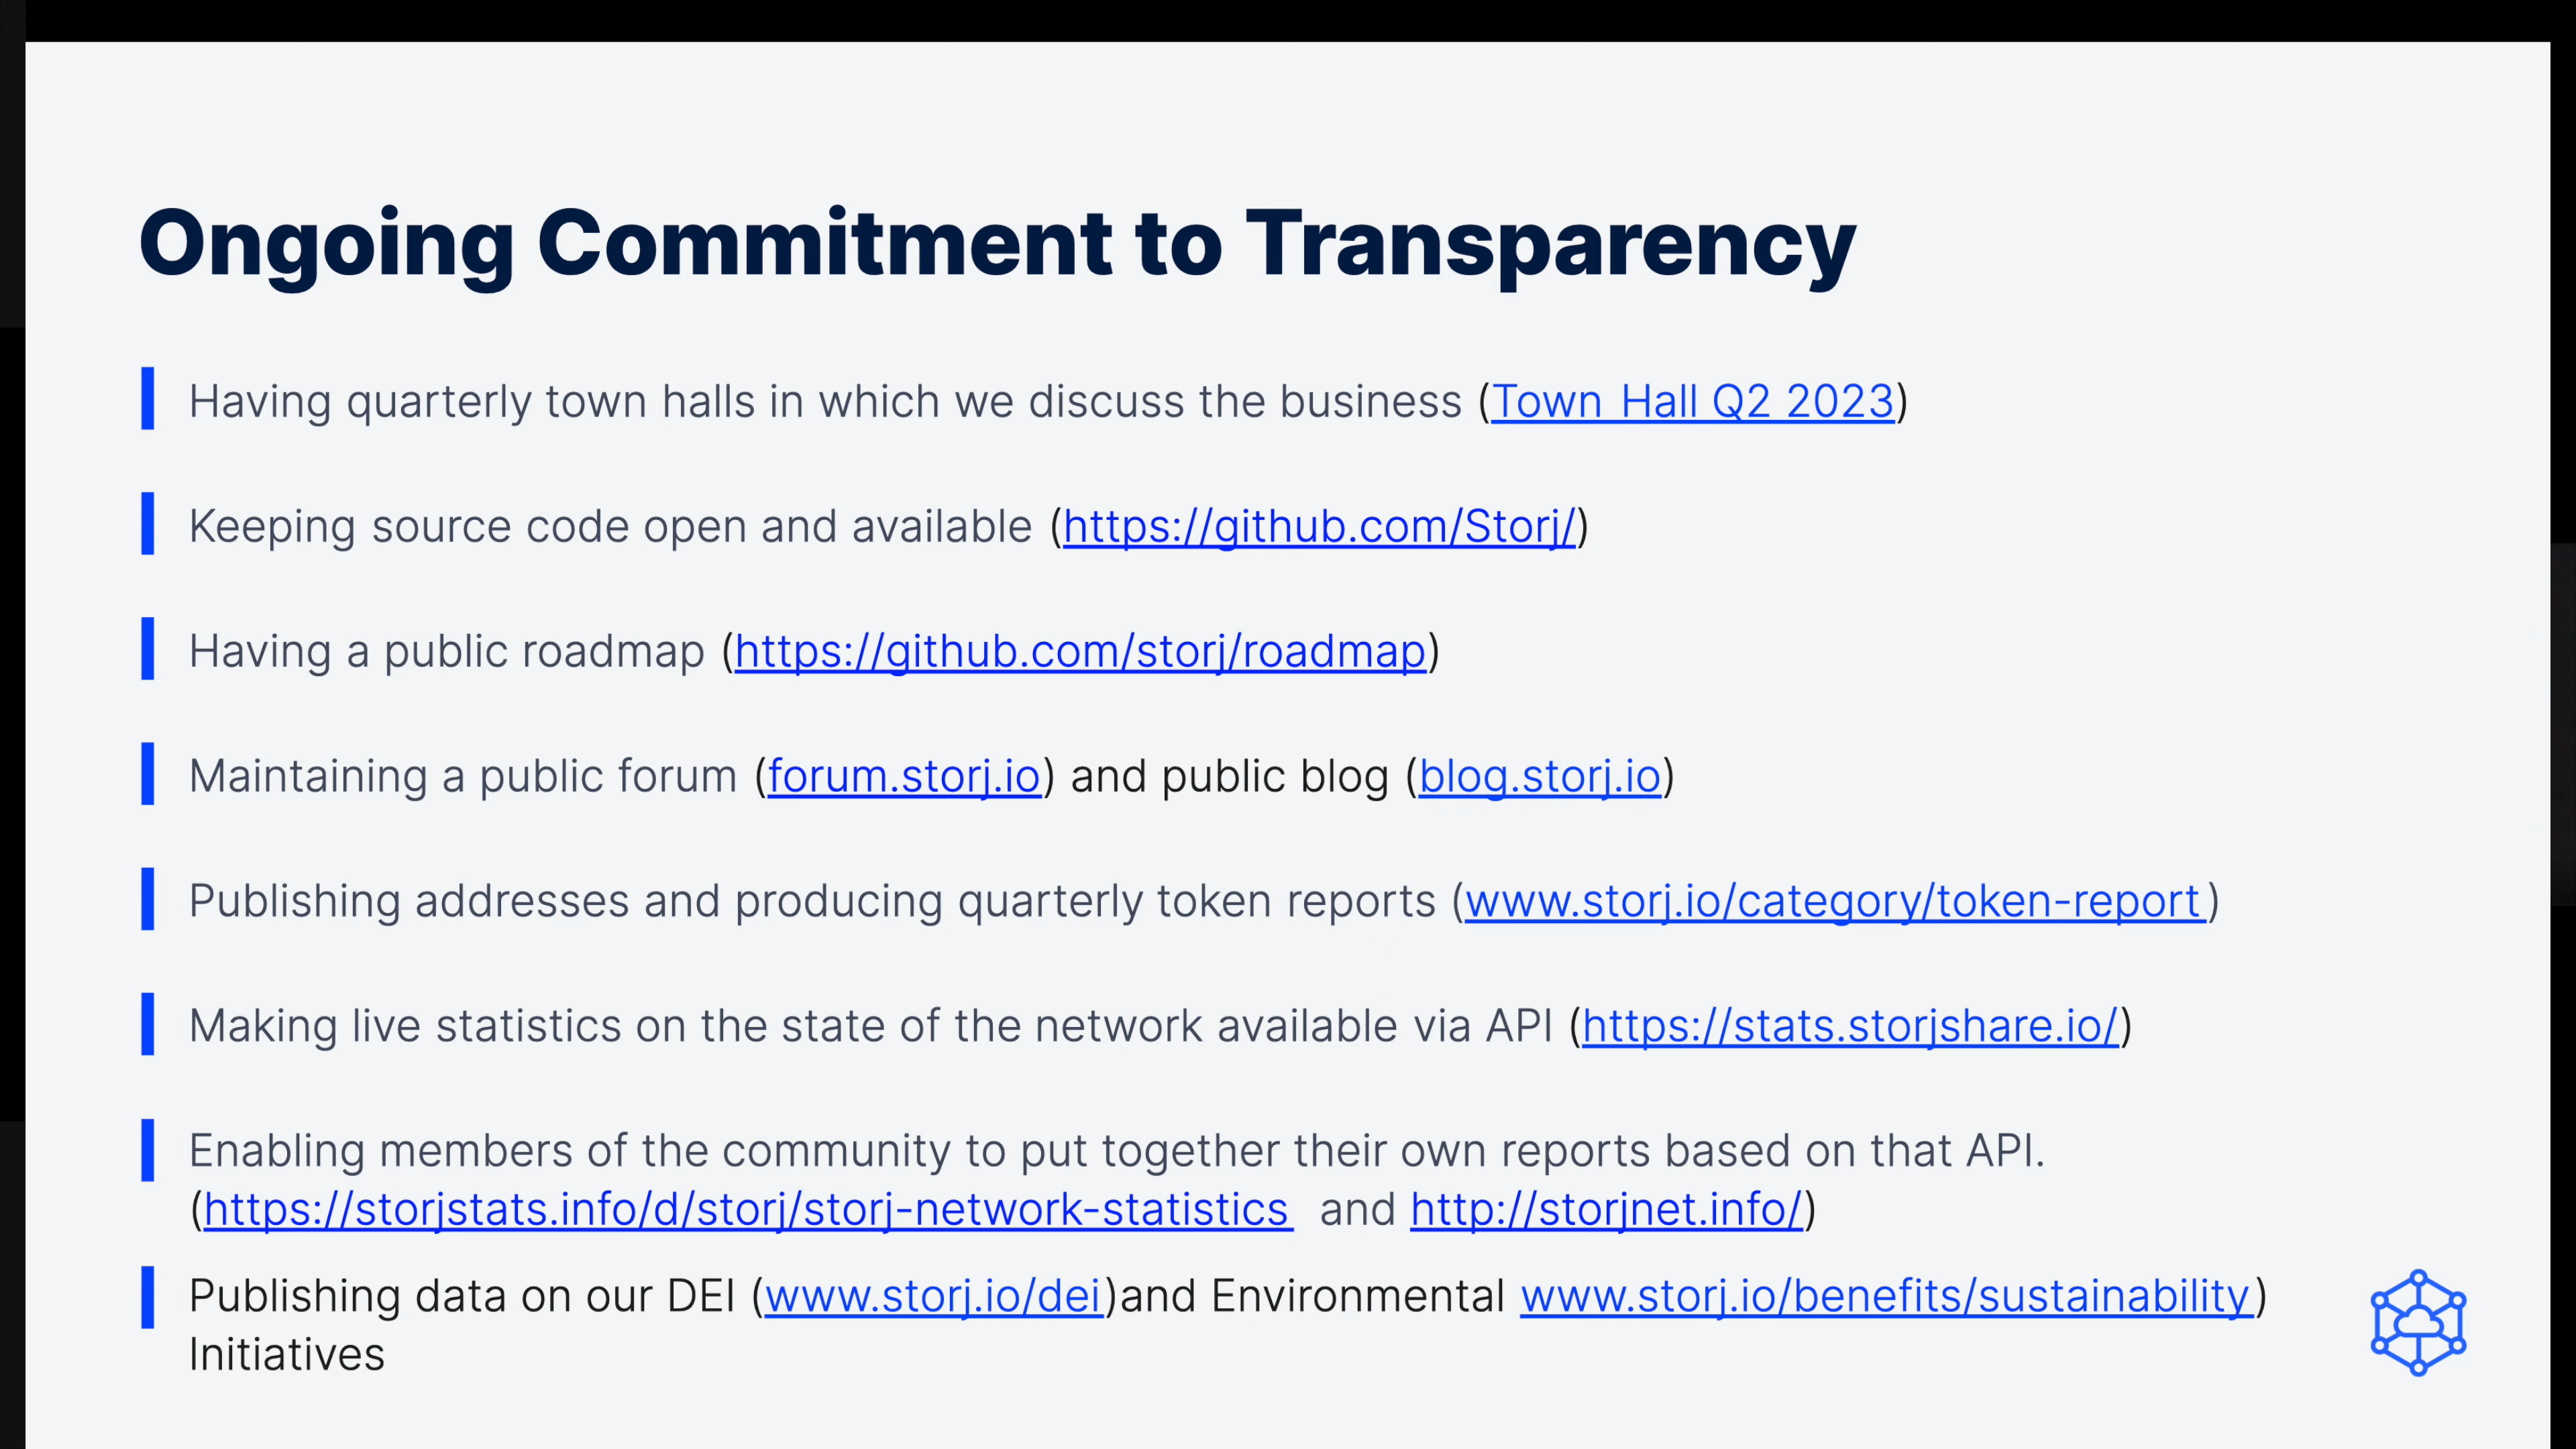 Ongoing Commitment to Transparency
Having quarterly town halls in which we discuss the business (Town Hall Q2 2023)
Keeping source code open and available (https://github.com/Storj/)
Having a public roadmap (https://github.com/storj/roadmap)
Maintaining a public forum (forum.storj.io) and public blog (blog.storj.io)
Publishing addresses and producing quarterly token reports (www.storj.io/category/token-report )
Making live statistics on the state of the network available via API (https://stats.storjshare.io/)
Enabling members of the community to put together their own reports based on that API.
(https://storjstats.info/d/storj/storj-network-statistics  and http://storjnet.info/)
Publishing data on our DEI (www.storj.io/dei)and Environmental www.storj.io/benefits/sustainability)
Initiatives